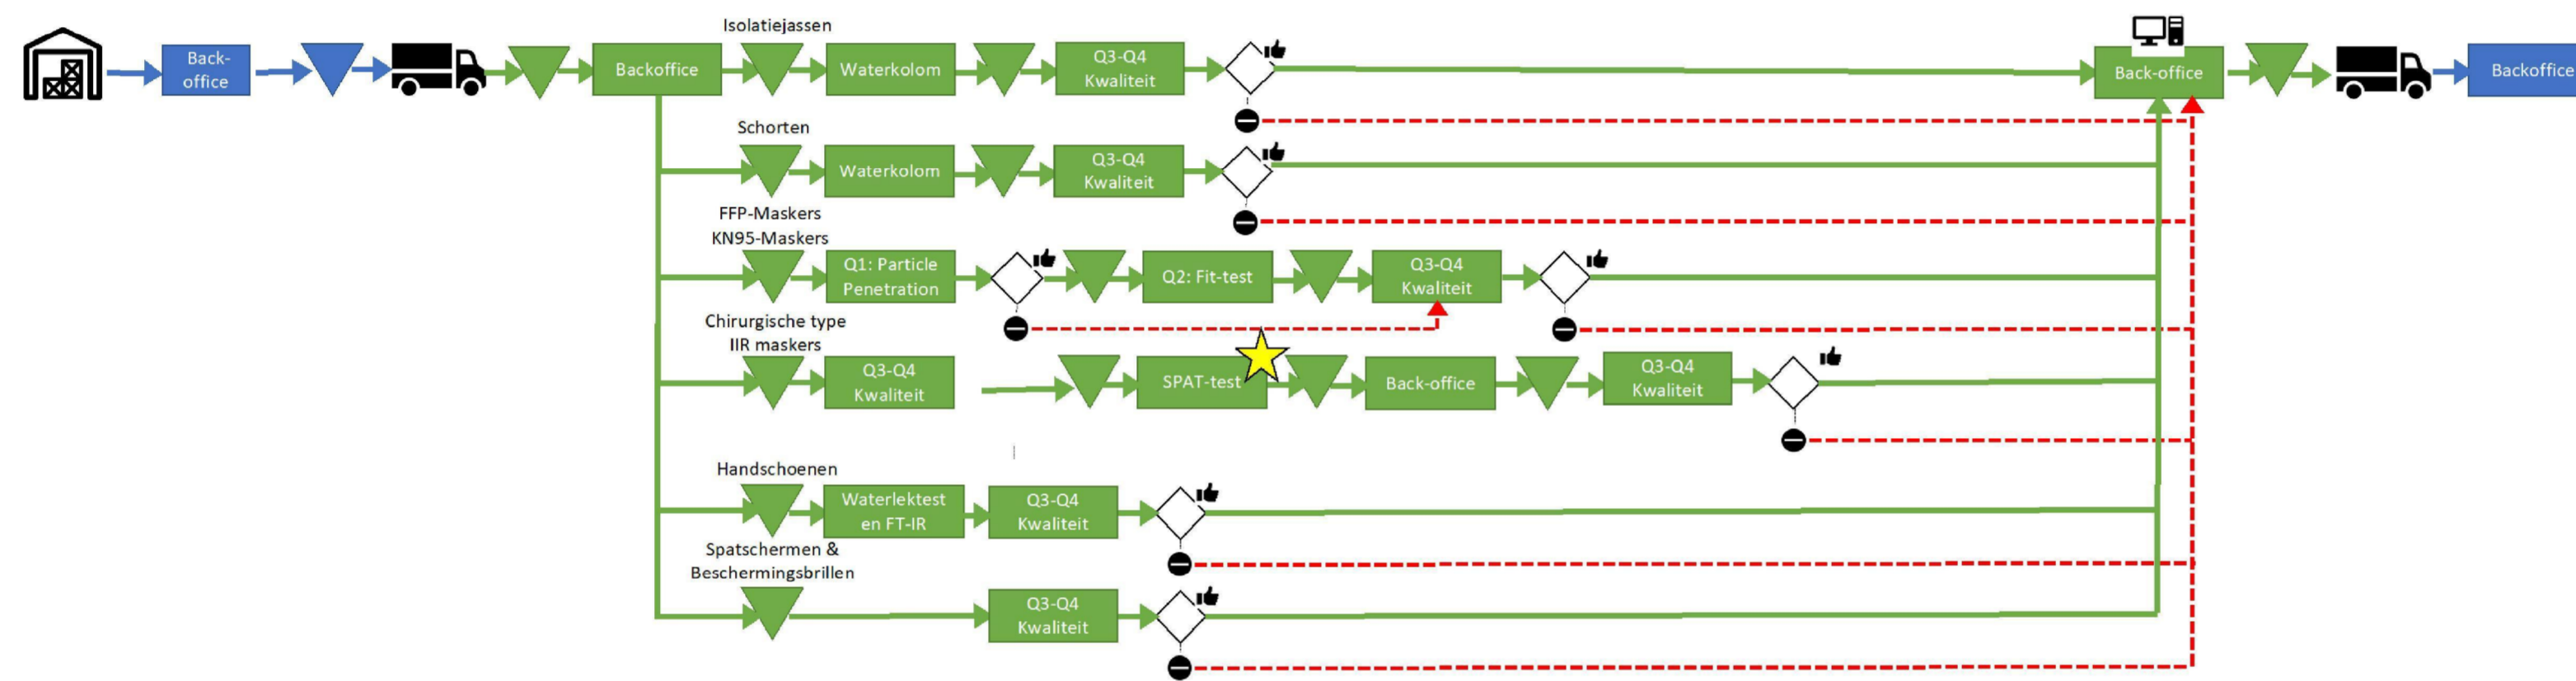 Isolatiejassen
Back-
office
Backoffice
Waterkolom
Q3-Q4
Kwaliteit
Back-office
Backoffice
Schorten
Waterkolom
Q3-Q4
Kwaliteit
FFP-Maskers
KN95-Maskers
Q1: Particle
Penetration
Q2: Fit-test
Q3-Q4
Kwaliteit
Chirurgische type
IIR maskers
Q3-Q4
Kwaliteit
SPAT-test
Back-office
Q3-Q4
Kwaliteit
Handschoenen
Waterlektest
en FT-IR
Q3-Q4
Kwaliteit
Spatschermen &
Beschermingsbrillen
Q3-Q4
Kwaliteit